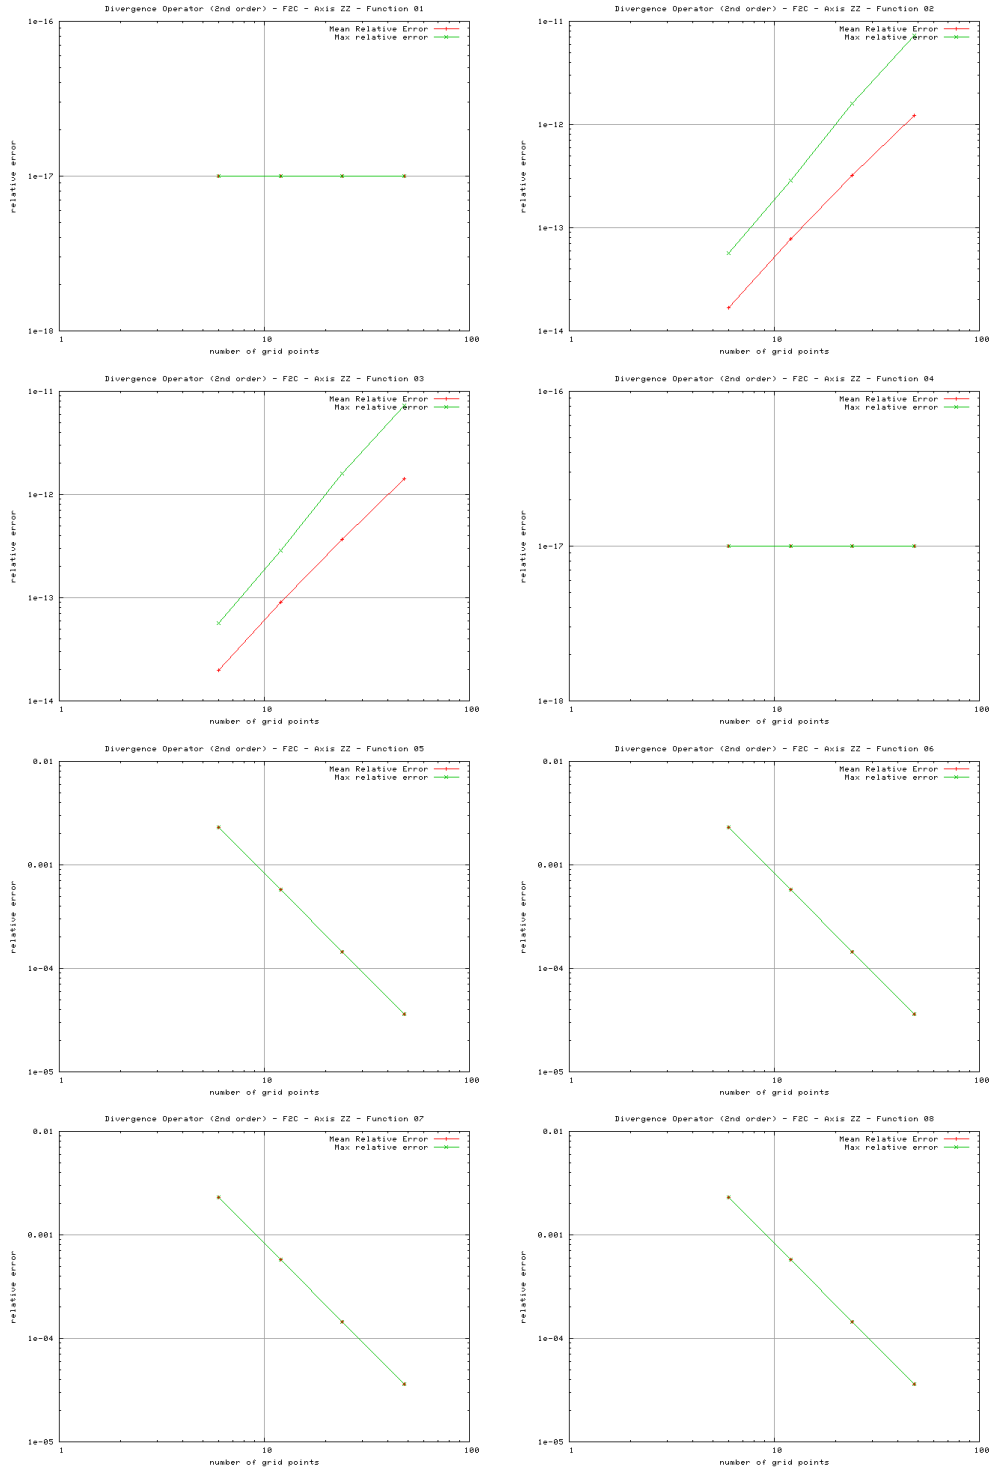 Divergence Operator (2nd order) - F2C - Axis ZZ - Function 01
1e-16
Mean Relative Error
Max relative error
relative error
1e-17
1e-18
1
10
100
number of grid points
Divergence Operator (2nd order) - F2C - Axis ZZ - Function 02
1e-11
Mean Relative Error
Max relative error
1e-12
relative error
1e-13
1e-14
1
10
100
number of grid points
Divergence Operator (2nd order) - F2C - Axis ZZ - Function 03
1e-11
Mean Relative Error
Max relative error
1e-12
relative error
1e-13
1e-14
1
10
100
number of grid points
Divergence Operator (2nd order) - F2C - Axis ZZ - Function 04
1e-16
Mean Relative Error
Max relative error
relative error
1e-17
1e-18
1
10
100
number of grid points
Divergence Operator (2nd order) - F2C - Axis ZZ - Function 05
0.01
Mean Relative Error
Max relative error
0.001
relative error
1e-04
1e-05
1
10
100
number of grid points
Divergence Operator (2nd order) - F2C - Axis ZZ - Function 06
0.01
Mean Relative Error
Max relative error
0.001
relative error
1e-04
1e-05
1
10
100
number of grid points
Divergence Operator (2nd order) - F2C - Axis ZZ - Function 07
0.01
Mean Relative Error
Max relative error
0.001
relative error
1e-04
1e-05
1
10
100
number of grid points
Divergence Operator (2nd order) - F2C - Axis ZZ - Function 08
0.01
Mean Relative Error
Max relative error
0.001
relative error
1e-04
1e-05
1
10
100
number of grid points